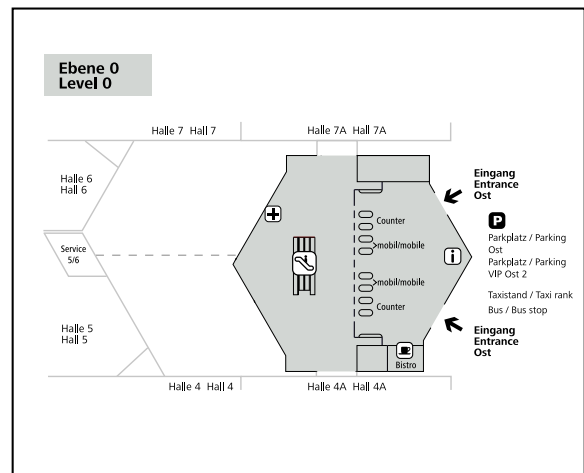 Ebene 0
Level 0
Halle 7 Hall 7
Halle 7A Hall 7A
Halle 6
Hall 6
Eingang
Entrance
Ost
Counter
P
mobil/mobile
i
Parkplatz / Parking
Ost
Parkplatz / Parking
VIP Ost 2
Service
5/6
mobil/mobile
Taxistand / Taxi rank
Bus / Bus stop
Counter
Halle 5
Hall 5
Eingang
Entrance
Ost
Bistro
Halle 4 Hall 4
Halle 4A Hall 4A